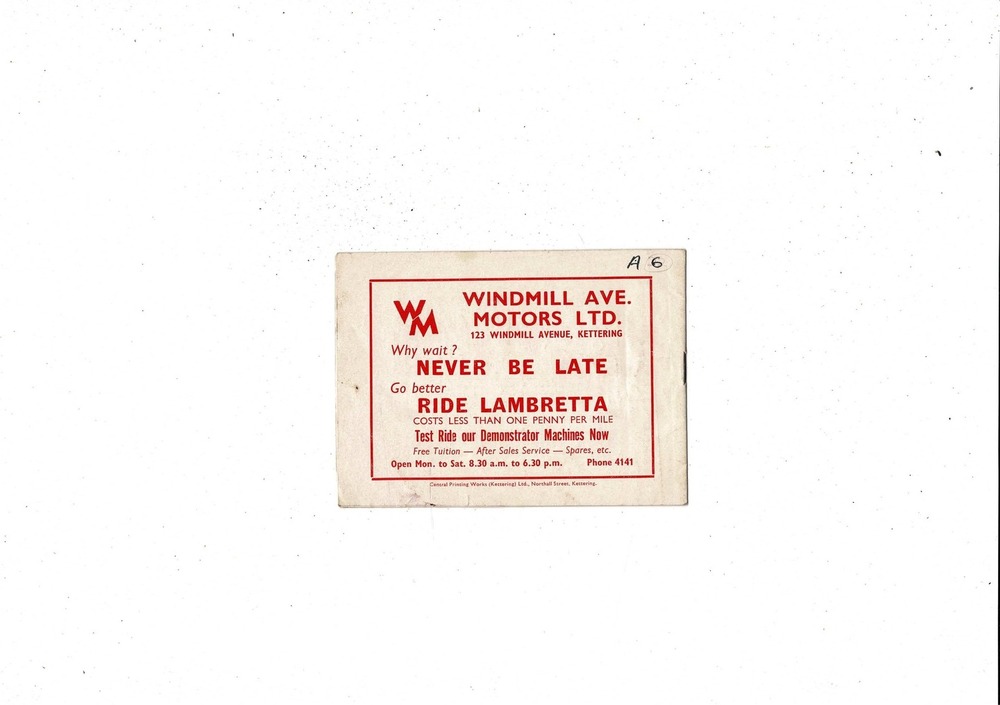 A 6
WM
WINDMILL AVE.
MOTORS LTD.
123 WINDMILL AVENUE, KETTERING
Why wait ?
NEVER BE LATE
Go better
RIDE LAMBRETTA
COSTS LESS THAN ONE PENNY PER MILE
Test Ride our Demonstrator Machines Now
Free Tuition — After Sales Service — Spares, etc.
Open Mon. to Sat. 8.30 a.m. to 6.30 p.m. Phone 4141
Central Printing Works (Kettering) Ltd., Northall Street, Kettering.